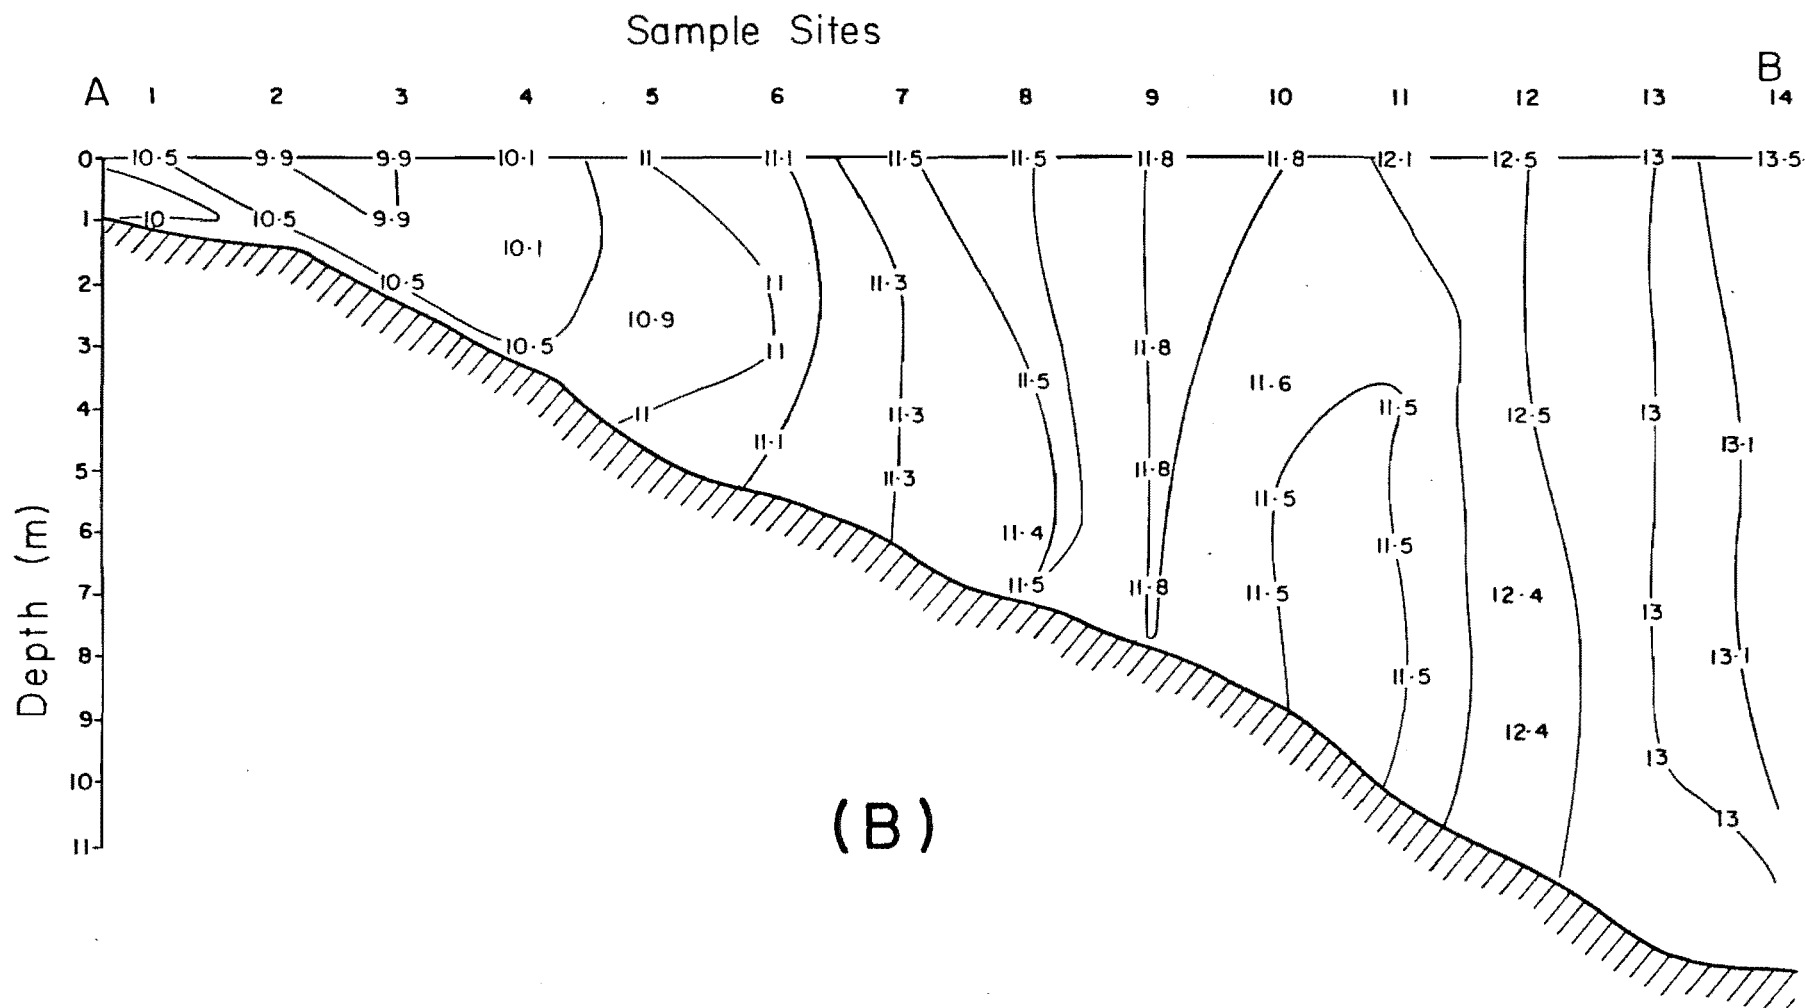 Sample Sites
A 1 2 3 4 5 6 7 8 9 10 11 12 13 14 B
0 10·5 9·9 9·9 10·1 11 11·1 11·5 11·5 11·8 11·8 12·1 12·5 13 13·5
1 10 10·5 9·9
10·1
2 10·5 11 11·3
10·9
3 10·5 11 11·8
11·5 11·6
4 11 11·3 11·5 12·5 13
11·1 13·1
5 11·3 11·8
11·5
6 11·4 11·5
7 11·5 11·8 11·5 12·4 13
8 11·5 13·1
9 12·4
10 13
11 13
Depth (m)
(B)